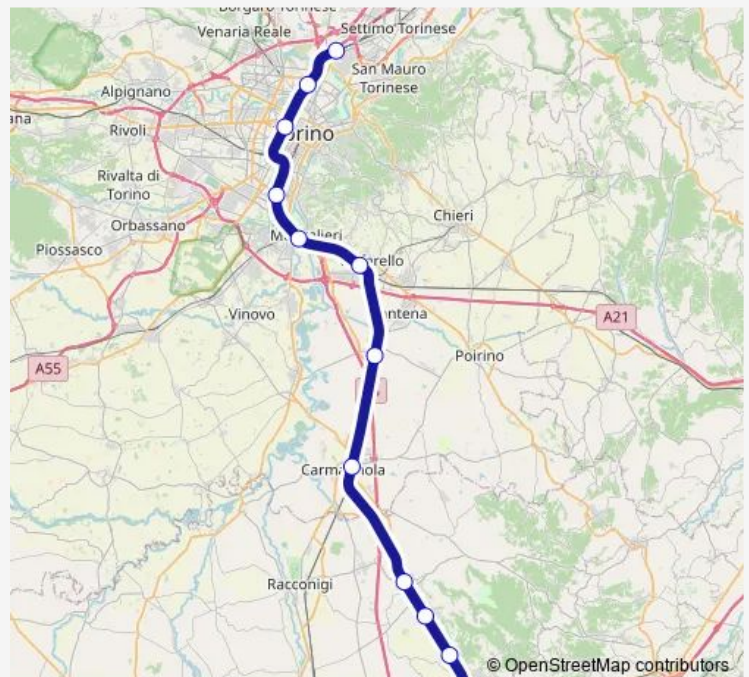 Venaria Reale
Settimo Torinese
San Mauro
Torinese
Alpignano
Rivoli
Rivalta di
Torino
Orbassano
Piossasco
Chieri
Vinovo
Poirino
A21
A55
Racconigi
© OpenStreetMap contributors